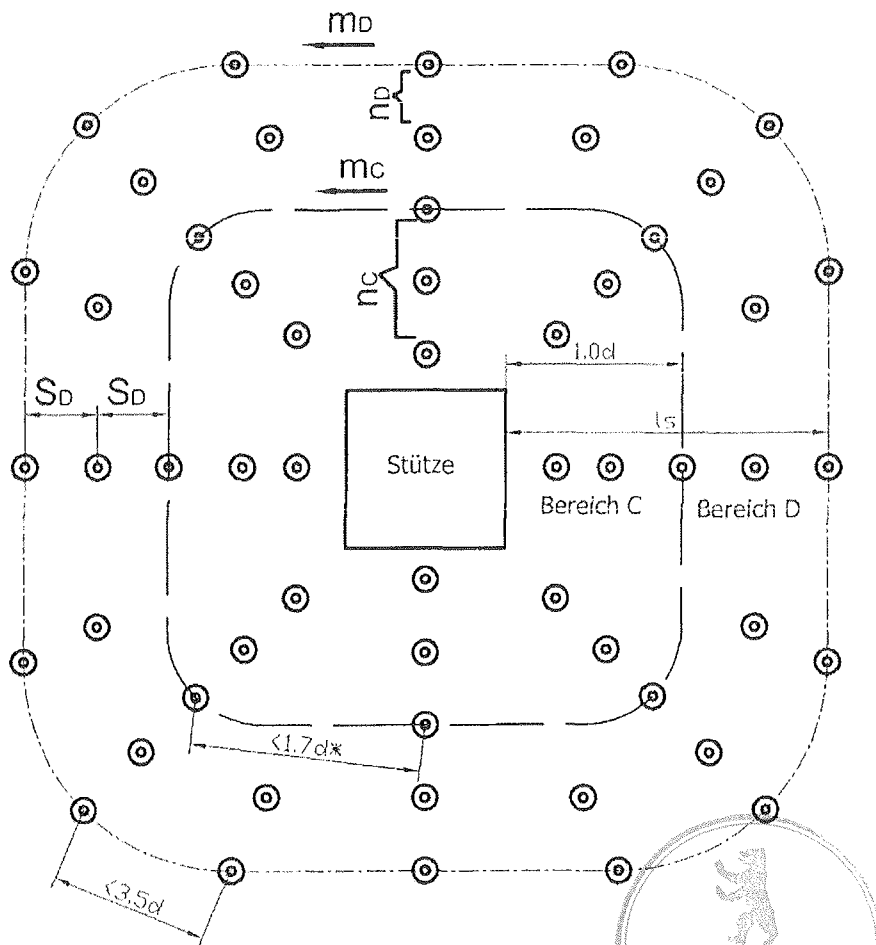 mD
nD
mC
nC
1.0d
SD SD
ls
Stütze
Bereich C
Bereich D
<1.7d*
<3.5d